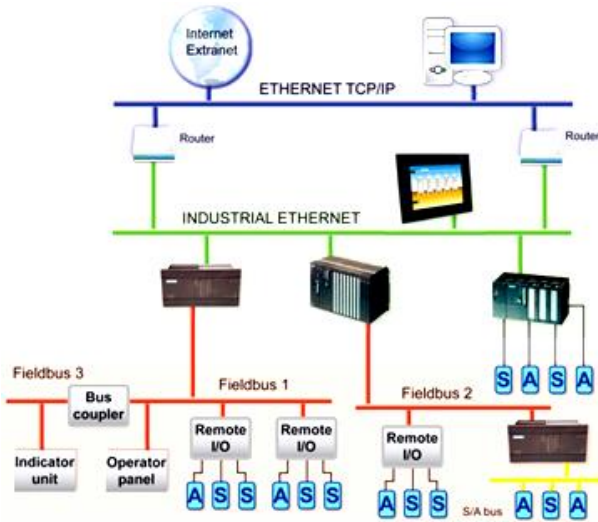 Internet
Extranet
ETHERNET TCP/IP
Router
Router
INDUSTRIAL ETHERNET
S A S A
Fieldbus 3
Fieldbus 1
Fieldbus 2
Bus
coupler
Remote
I/O
Remote
I/O
Remote
I/O
Indicator
unit
Operator
panel
A S S
A S S
A S S
S/A bus
A S A